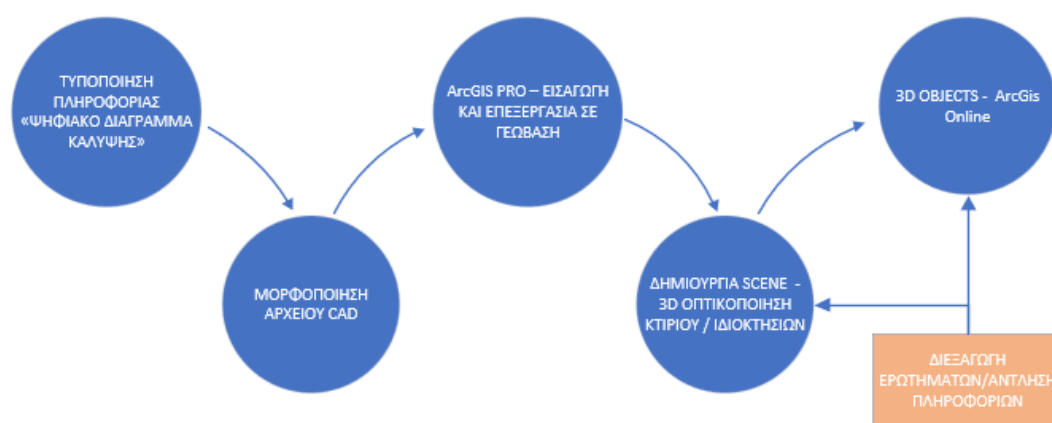 ΤΥΠΟΠΟΙΗΣΗ
ΠΛΗΡΟΦΟΡΙΑΣ
«ΨΗΦΙΑΚΟ ΔΙΑΓΡΑΜΜΑ
ΚΑΛΥΨΗΣ»
ΜΟΡΦΟΠΟΙΗΣΗ
ΑΡΧΕΙΟΥ CAD
ArcGIS PRO – ΕΙΣΑΓΩΓΗ
ΚΑΙ ΕΠΕΞΕΡΓΑΣΙΑ ΣΕ
ΓΕΩΒΑΣΗ
ΔΗΜΙΟΥΡΓΙΑ SCENE -
3D ΟΠΤΙΚΟΠΟΙΗΣΗ
ΚΤΙΡΙΟΥ / ΙΔΙΟΚΤΗΣΙΩΝ
3D OBJECTS - ArcGis
Online
ΔΙΕΞΑΓΩΓΗ
ΕΡΩΤΗΜΑΤΩΝ/ΑΝΤΛΗΣΗ
ΠΛΗΡΟΦΟΡΙΩΝ